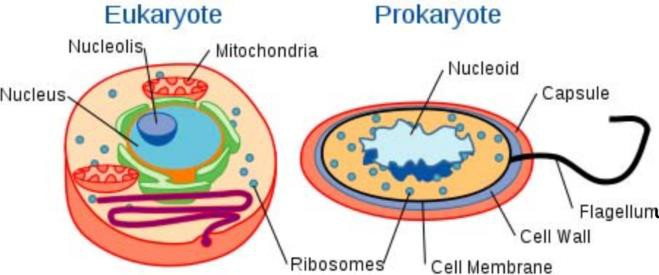 Eukaryote
Prokaryote
Nucleolis
Mitochondria
Nucleus
Nucleoid
Capsule
Flagellum
Cell Wall
Ribosomes
Cell Membrane